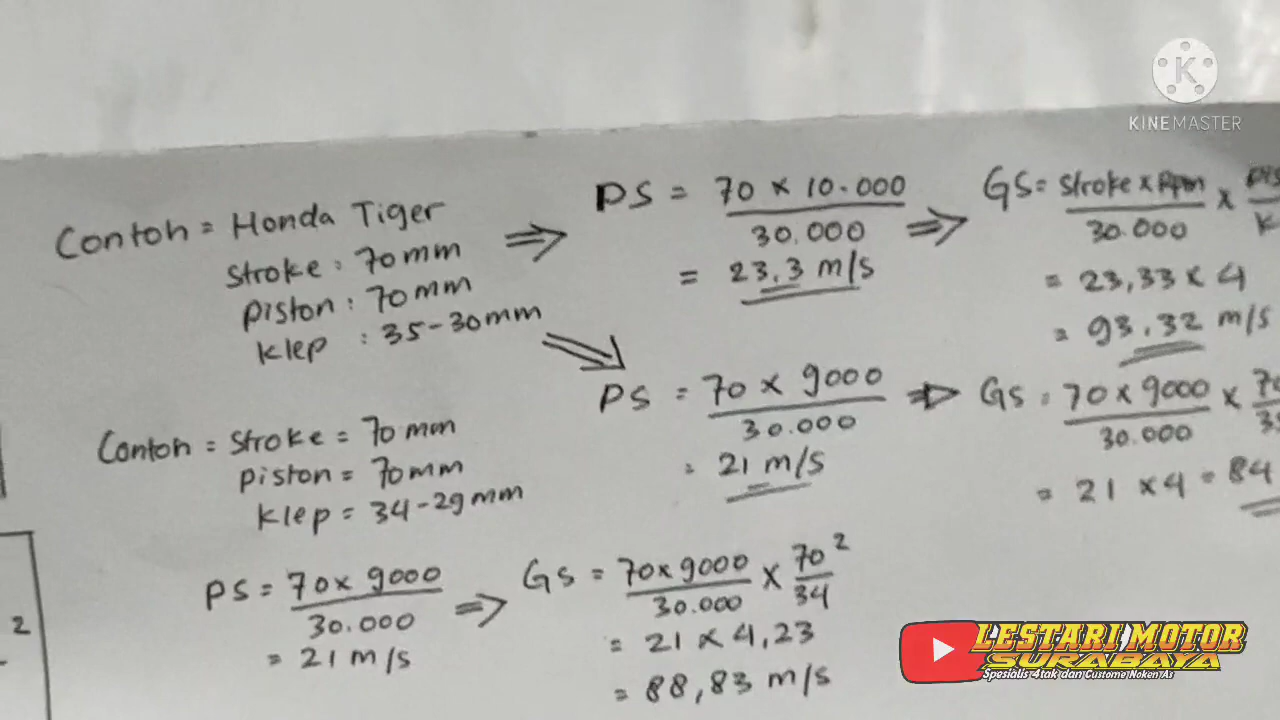 KINEMASTER
Contoh = Honda Tiger
Stroke : 70mm
Piston : 70mm
Klep : 35-30mm
⇒ PS = 70 × 10.000 / 30.000
= 23,3 m/s
⇒ GS = Stroke × Rpm / 30.000 ×
= 23,33 × 4
= 93,32 m/s
⇒ PS = 70 × 9000 / 30.000
= 21 m/s
⇒ GS : 70 × 9000 / 30.000 ×
= 21 × 4 = 84
Contoh = Stroke = 70mm
Piston = 70mm
Klep = 34-29mm
PS = 70 × 9000 / 30.000
= 21 m/s
⇒ GS = 70 × 9000 / 30.000 × 70² / 34
= 21 × 4,23
= 88,83 m/s
2
LESTARI MOTOR
SURABAYA
Spesialis 4tak dan Custome Noken As